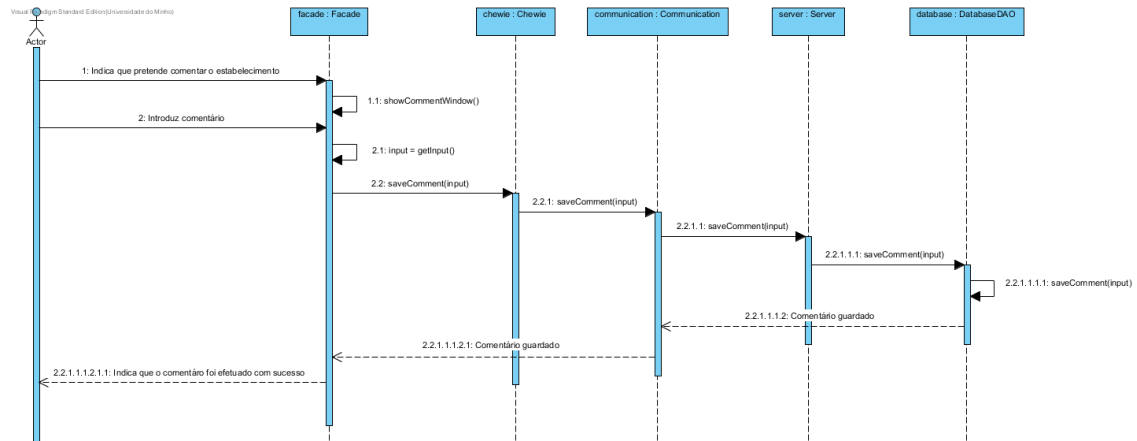 Visual Paradigm Standard Edition(Universidade do Minho)
facade : Facade
chewie : Chewie
communication : Communication
server : Server
database : DatabaseDAO
Actor
1: Indica que pretende comentar o estabelecimento
1.1: showCommentWindow()
2: Introduz comentário
2.1: input = getInput()
2.2: saveComment(input)
2.2.1: saveComment(input)
2.2.1.1: saveComment(input)
2.2.1.1.1: saveComment(input)
2.2.1.1.1.1: saveComment(input)
2.2.1.1.1.2: Comentário guardado
2.2.1.1.1.2.1: Comentário guardado
2.2.1.1.1.2.1.1: Indica que o comentáro foi efetuado com sucesso